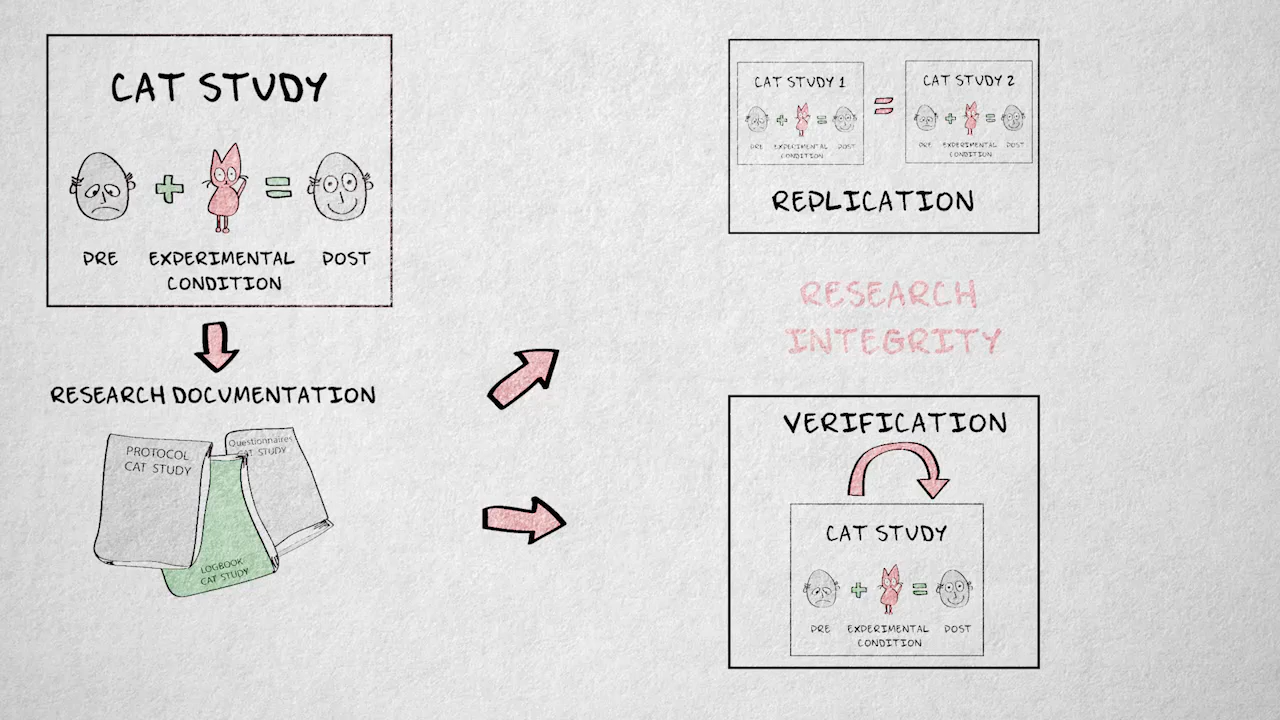 CAT STUDY
PRE
EXPERIMENTAL
CONDITION
POST
RESEARCH DOCUMENTATION
PROTOCOL
CAT STUDY
Questionnaires
CAT STUDY
LOGBOOK
CAT STUDY
CAT STUDY 1
PRE
EXPERIMENTAL
CONDITION
POST
CAT STUDY 2
PRE
EXPERIMENTAL
CONDITION
POST
REPLICATION
RESEARCH
INTEGRITY
VERIFICATION
CAT STUDY
PRE
EXPERIMENTAL
CONDITION
POST